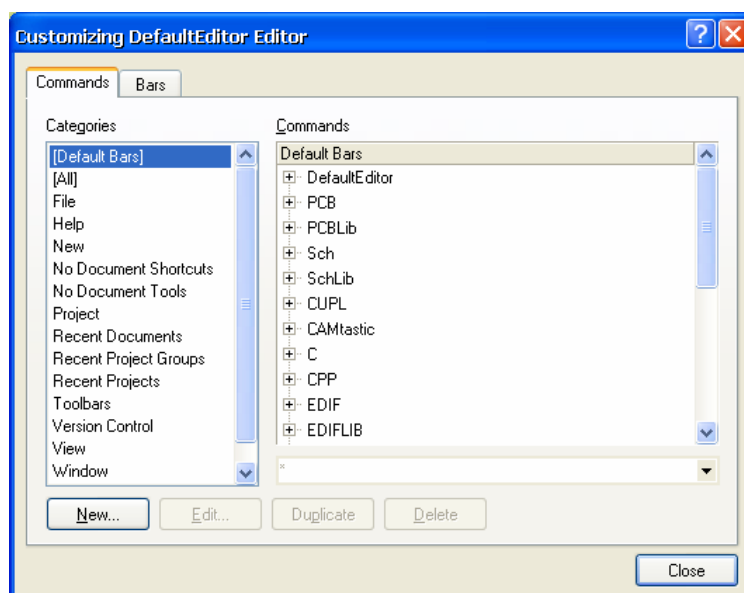 Customizing DefaultEditor Editor
Commands
Bars
Categories
[Default Bars]
[All]
File
Help
New
No Document Shortcuts
No Document Tools
Project
Recent Documents
Recent Project Groups
Recent Projects
Toolbars
Version Control
View
Window
Commands
Default Bars
DefaultEditor
PCB
PCBLib
Sch
SchLib
CUPL
CAMtastic
C
CPP
EDIF
EDIFLIB
*
New...
Edit...
Duplicate
Delete
Close